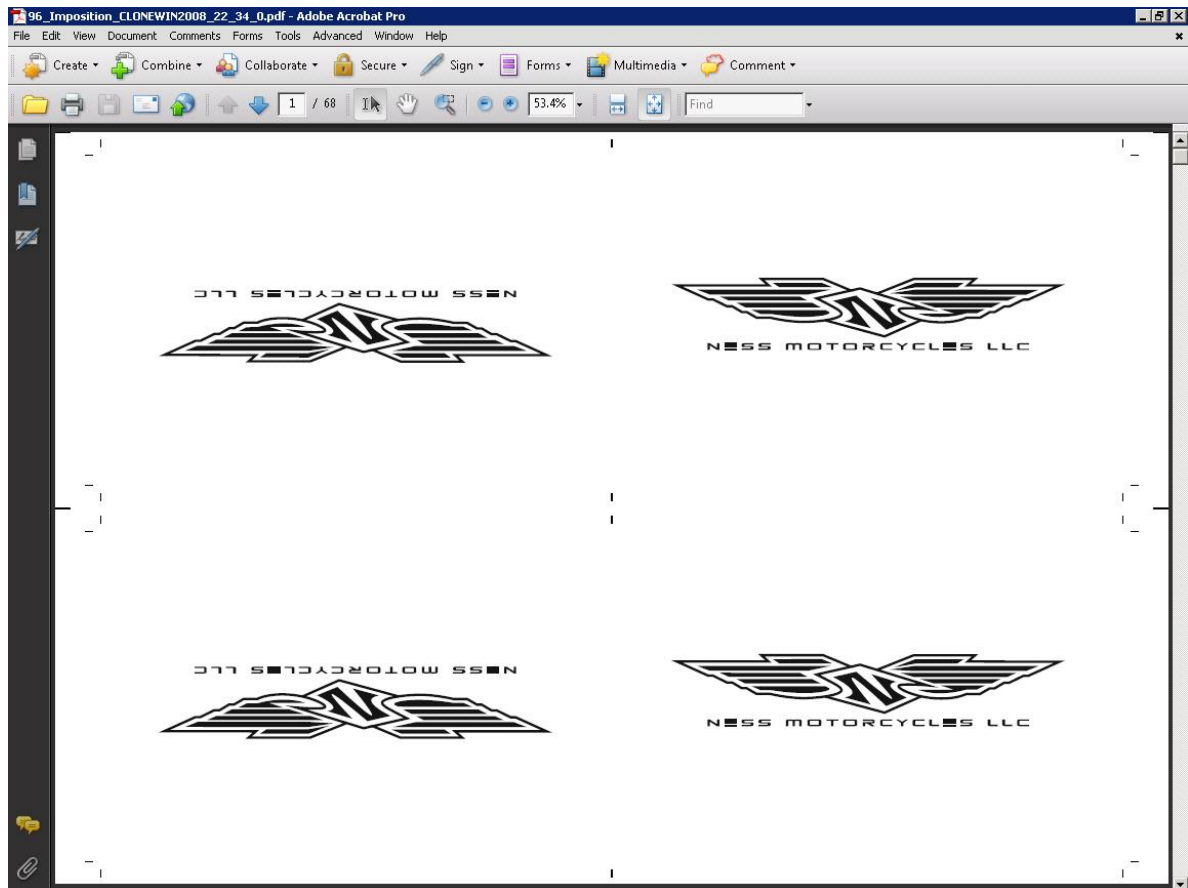 96_Imposition_CLONEWIN2008_22_34_0.pdf - Adobe Acrobat Pro
File Edit View Document Comments Forms Tools Advanced Window Help
Create Combine Collaborate Secure Sign Forms Multimedia Comment
1 / 68 53.4% Find
NESS MOTORCYCLES LLC
NESS MOTORCYCLES LLC
NESS MOTORCYCLES LLC
NESS MOTORCYCLES LLC